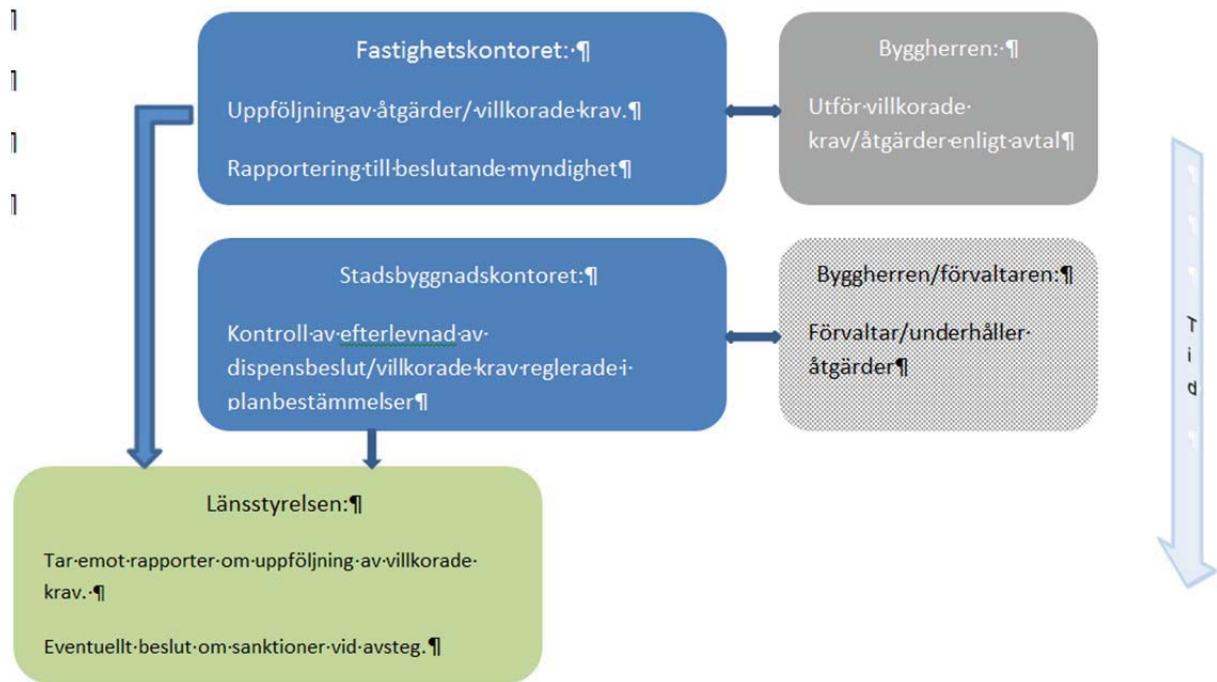 ¶
¶
¶
¶
Fastighetskontoret:·¶
Uppföljning·av·åtgärder/·villkorade·krav.¶
Rapportering·till·beslutande·myndighet¶
Byggherren:·¶
Utför·villkorade·
krav/åtgärder·enligt·avtal¶
Stadsbyggnadskontoret:¶
Kontroll·av·efterlevnad·av·
dispensbeslut/villkorade·krav·reglerade·i·
planbestämmelser¶
Byggherren/förvaltaren:¶
Förvaltar/underhåller·
åtgärder¶
Länsstyrelsen:¶
Tar·emot·rapporter·om·uppföljning·av·villkorade·
krav.·¶
Eventuellt·beslut·om·sanktioner·vid·avsteg.¶
¶
¶
¶
T
i
d
¶